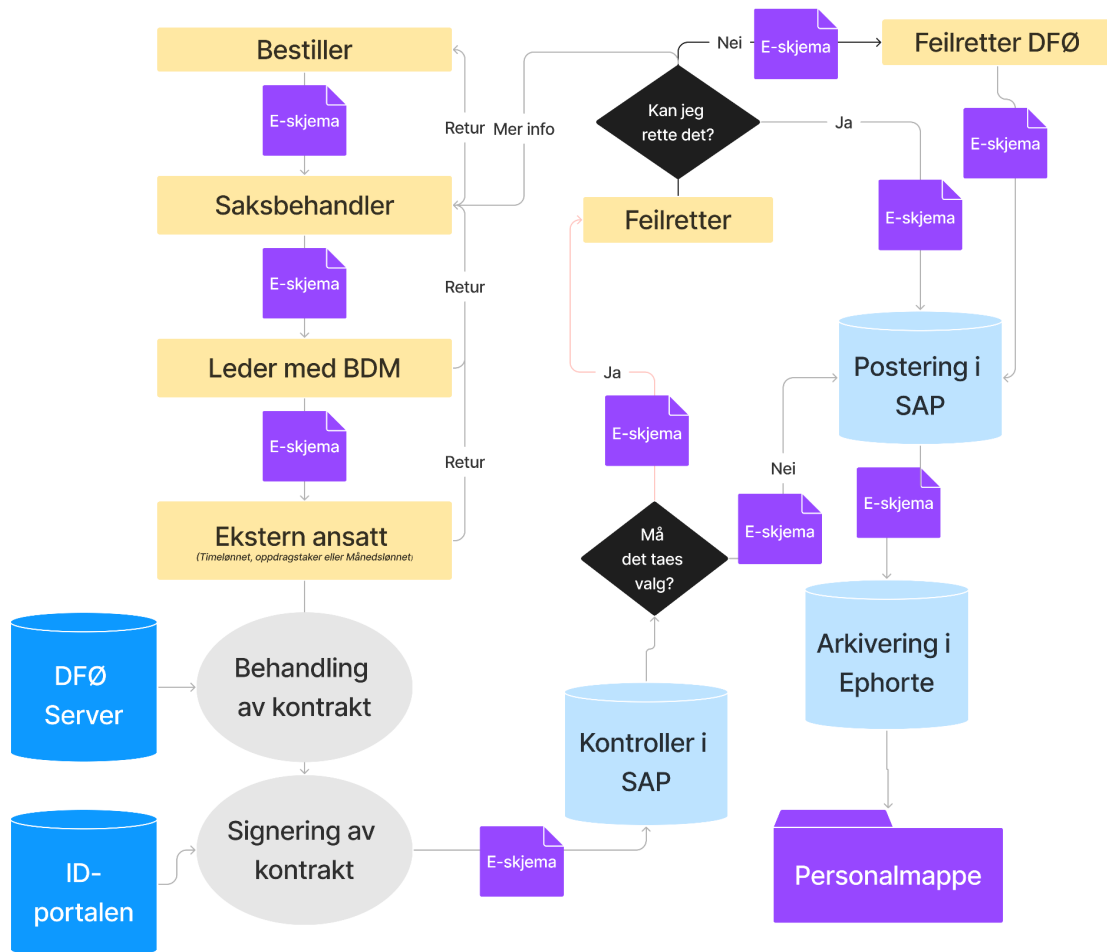 Bestiller
E-skjema
Retur
Mer info
Saksbehandler
E-skjema
Retur
Leder med BDM
E-skjema
Retur
Ekstern ansatt
(Timelønnet, oppdragstaker eller Månedslønnet)
DFØ
Server
Behandling
av kontrakt
ID-
portalen
Signering av
kontrakt
E-skjema
Kontroller i
SAP
Må
det taes
valg?
Ja
E-skjema
Nei
E-skjema
Feilretter
Kan jeg
rette det?
Nei
E-skjema
Feilretter DFØ
E-skjema
Ja
E-skjema
Postering i
SAP
E-skjema
Arkivering i
Ephorte
Personalmappe